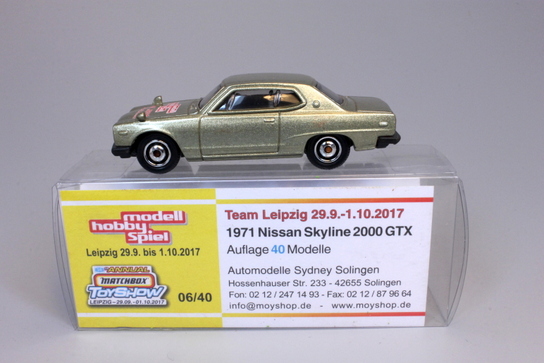 modell
hobby
Spiel
Leipzig 29.9. bis 1.10.2017
ANNUAL
MATCHBOX
ToyShow
LEIPZIG - 29.09.-01.10.2017
06/40
Team Leipzig 29.9.-1.10.2017
1971 Nissan Skyline 2000 GTX
Auflage 40 Modelle
Automodelle Sydney Solingen
Hossenhauser Str. 233 - 42655 Solingen
Fon: 02 12 / 247 14 93 - Fax: 02 12 / 87 96 64
info@moyshop.de - www.moyshop.de